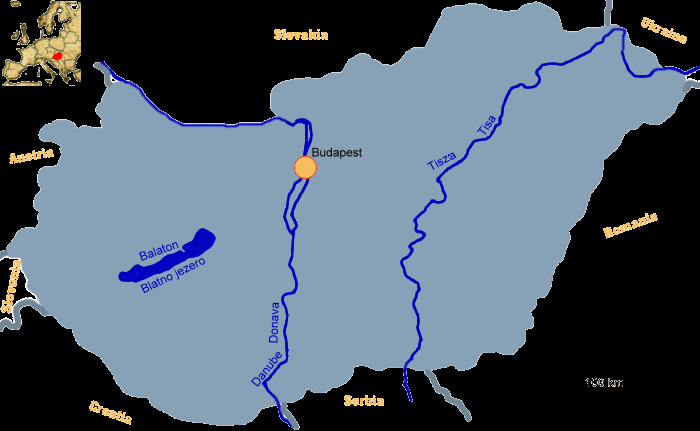 Slovakia
Ukraine
Tisa
Tisza
Budapest
Austria
Romania
Balaton
Blatno jezero
Slovenia
Donava
Danube
Serbia
Croatia
100 km